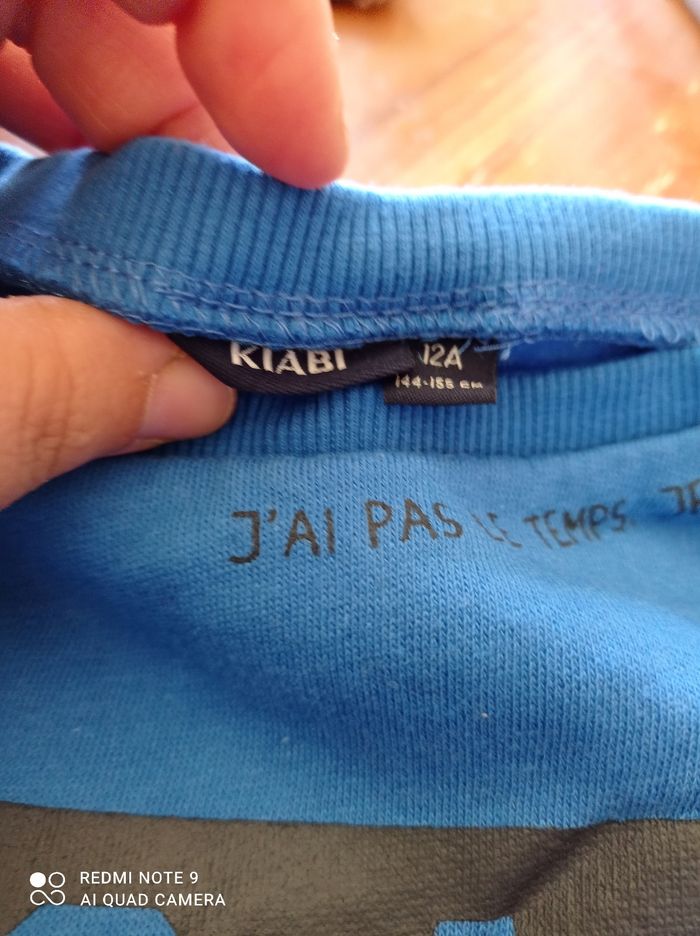 KIABI
12A
144-155 cm
J'AI PAS LE TEMPS.
REDMI NOTE 9
AI QUAD CAMERA